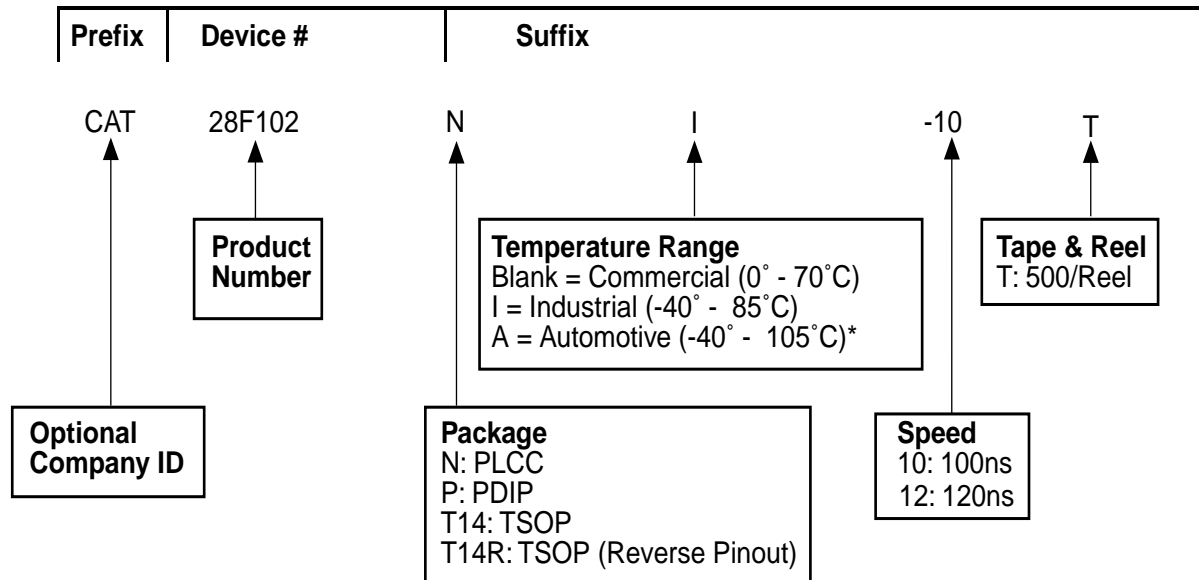 Prefix Device # Suffix
CAT 28F102 N I -10 T
Product
Number
Temperature Range
Blank = Commercial (0˚ - 70˚C)
I = Industrial (-40˚ - 85˚C)
A = Automotive (-40˚ - 105˚C)*
Tape & Reel
T: 500/Reel
Optional
Company ID
Package
N: PLCC
P: PDIP
T14: TSOP
T14R: TSOP (Reverse Pinout)
Speed
10: 100ns
12: 120ns